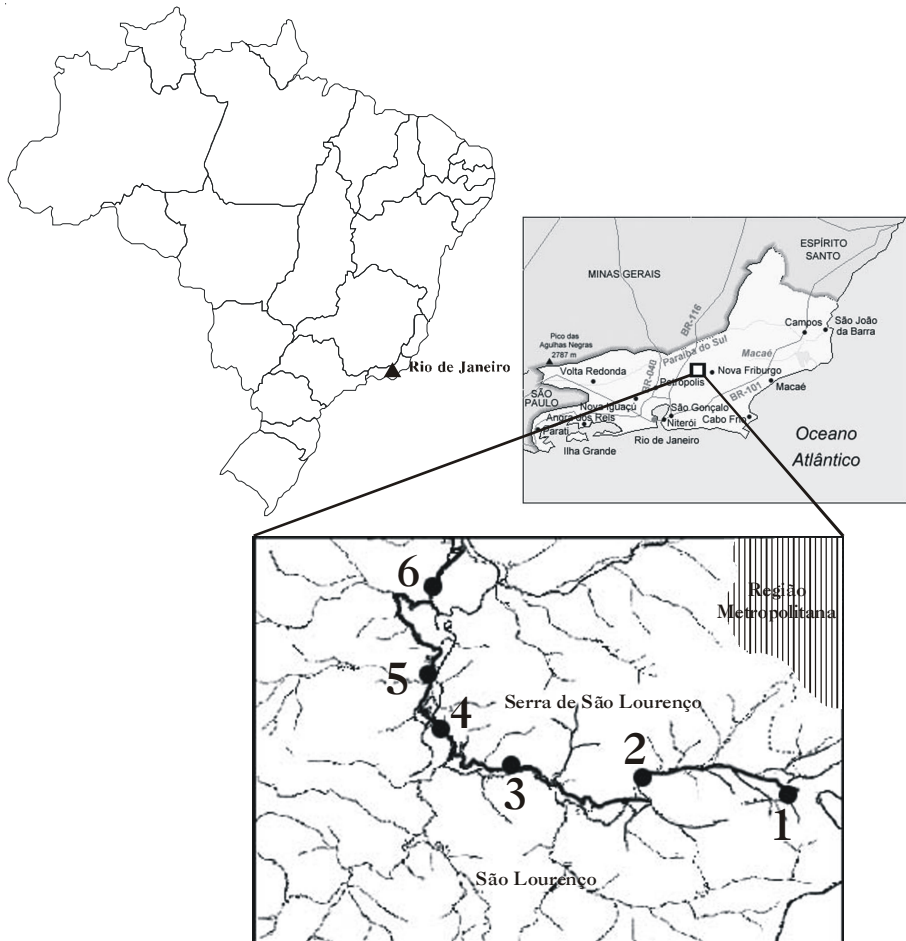 Rio de Janeiro
ESPÍRITO
SANTO
MINAS GERAIS
BR-116
Campos
São João
da Barra
Pico das
Agulhas Negras
2787 m
Paraíba do Sul
Macaé
Volta Redonda
BR-040
Nova Friburgo
Petrópolis
Macaé
BR-101
SÃO
PAULO
Nova Iguaçú
São Gonçalo
Angra dos Reis
Cabo Frio
Niterói
Parati
Rio de Janeiro
Ilha Grande
Oceano
Atlântico
6
Região
Metropolitana
5
4
Serra de São Lourenço
2
3
1
São Lourenço